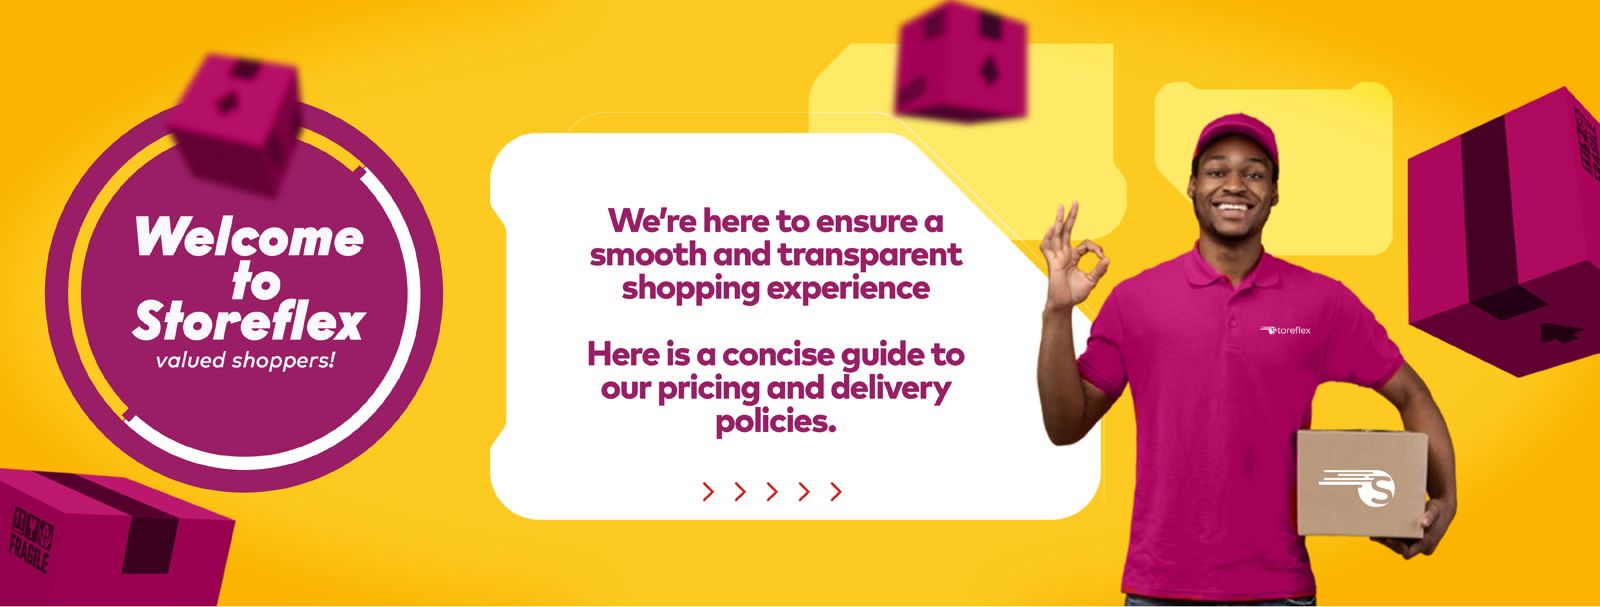 Welcome
to
Storeflex
valued shoppers!
We're here to ensure a
smooth and transparent
shopping experience
Here is a concise guide to
our pricing and delivery
policies.
Storeflex
S
FRAGILE